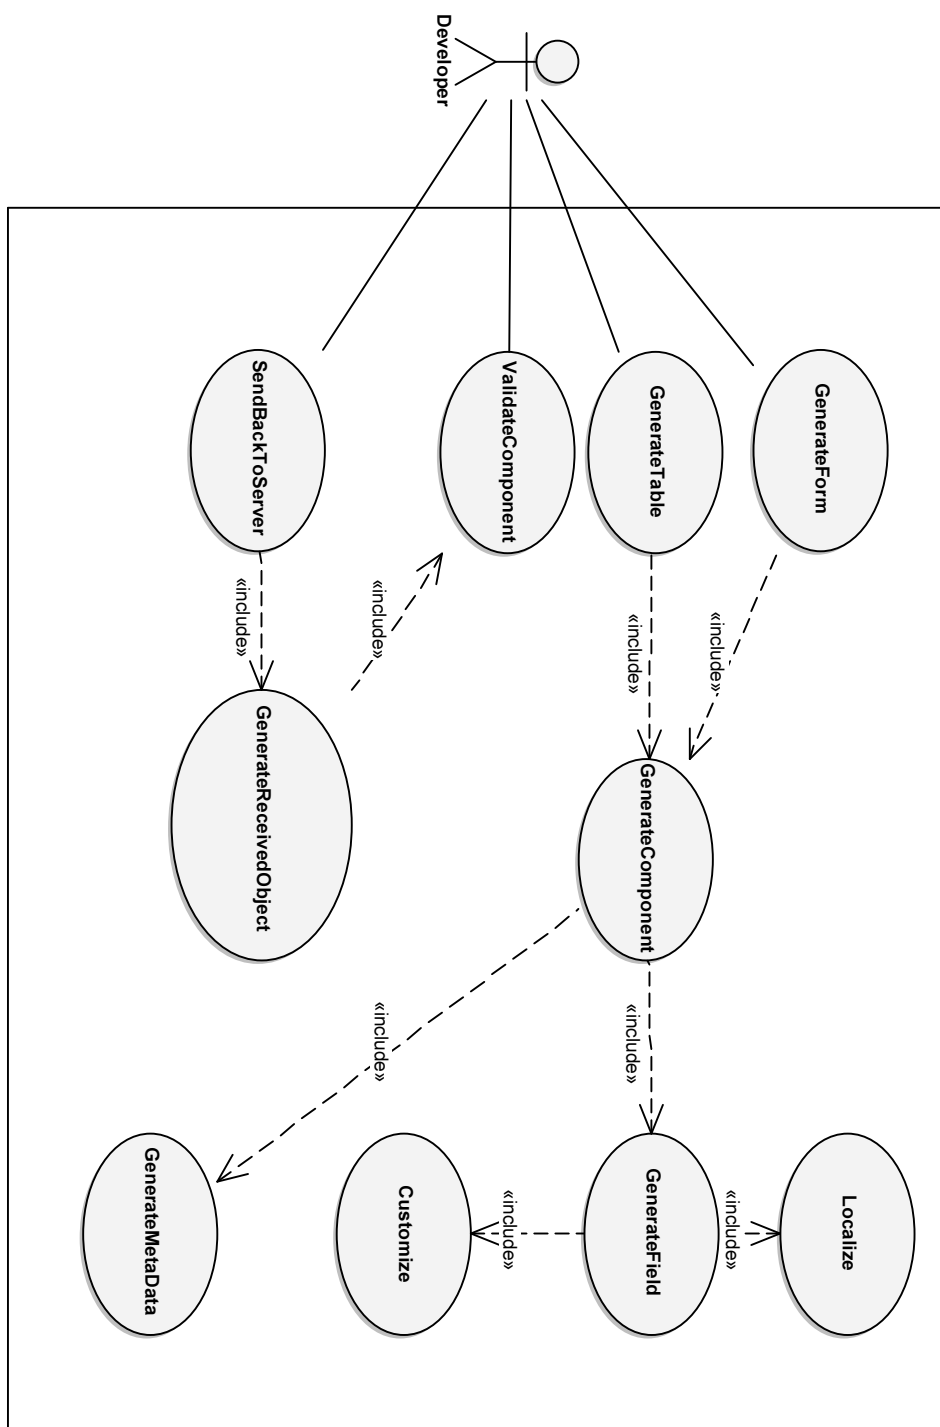 GenerateForm
Localize
«include»
«include»
GenerateTable
GenerateComponent
GenerateField
«include»
«include»
ValidateComponent
«include»
Developer
Customize
«include»
«include»
SendBackToServer
GenerateReceivedObject
«include»
GenerateMetaData